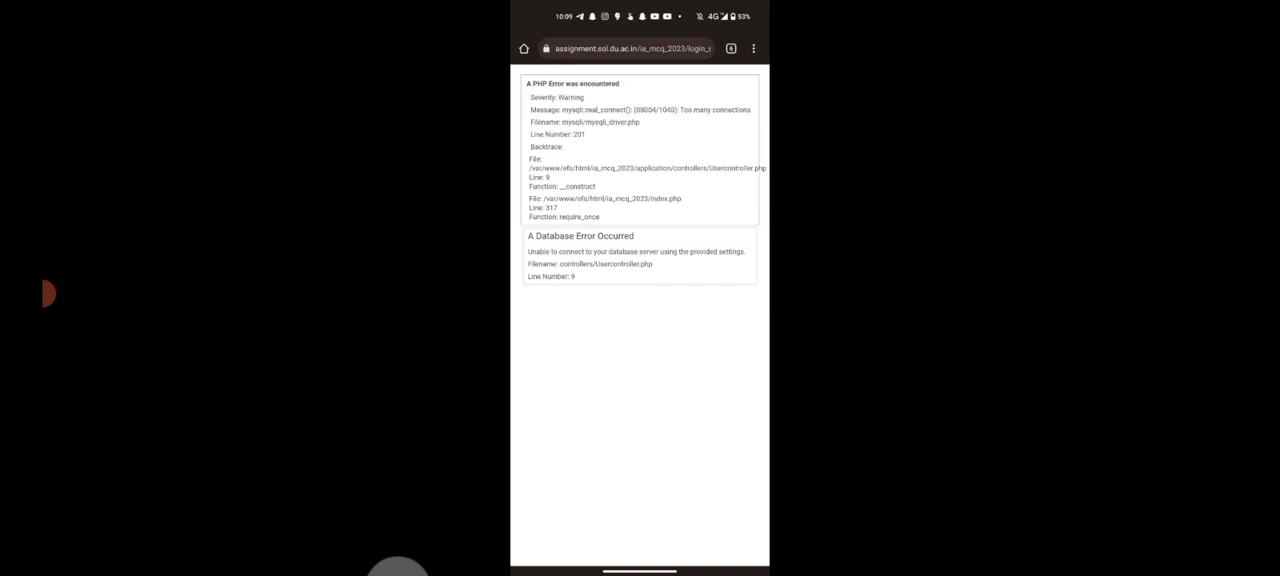 10:09 4G 53%
assignment.sol.du.ac.in/ia_mcq_2023/login_ 6
A PHP Error was encountered
Severity: Warning
Message: mysqli::real_connect(): (08004/1040): Too many connections
Filename: mysqli/mysqli_driver.php
Line Number: 201
Backtrace:
File:
/var/www/efs/html/ia_mcq_2023/application/controllers/Usercontroller.php
Line: 9
Function: __construct
File: /var/www/efs/html/ia_mcq_2023/index.php
Line: 317
Function: require_once
A Database Error Occurred
Unable to connect to your database server using the provided settings.
Filename: controllers/Usercontroller.php
Line Number: 9